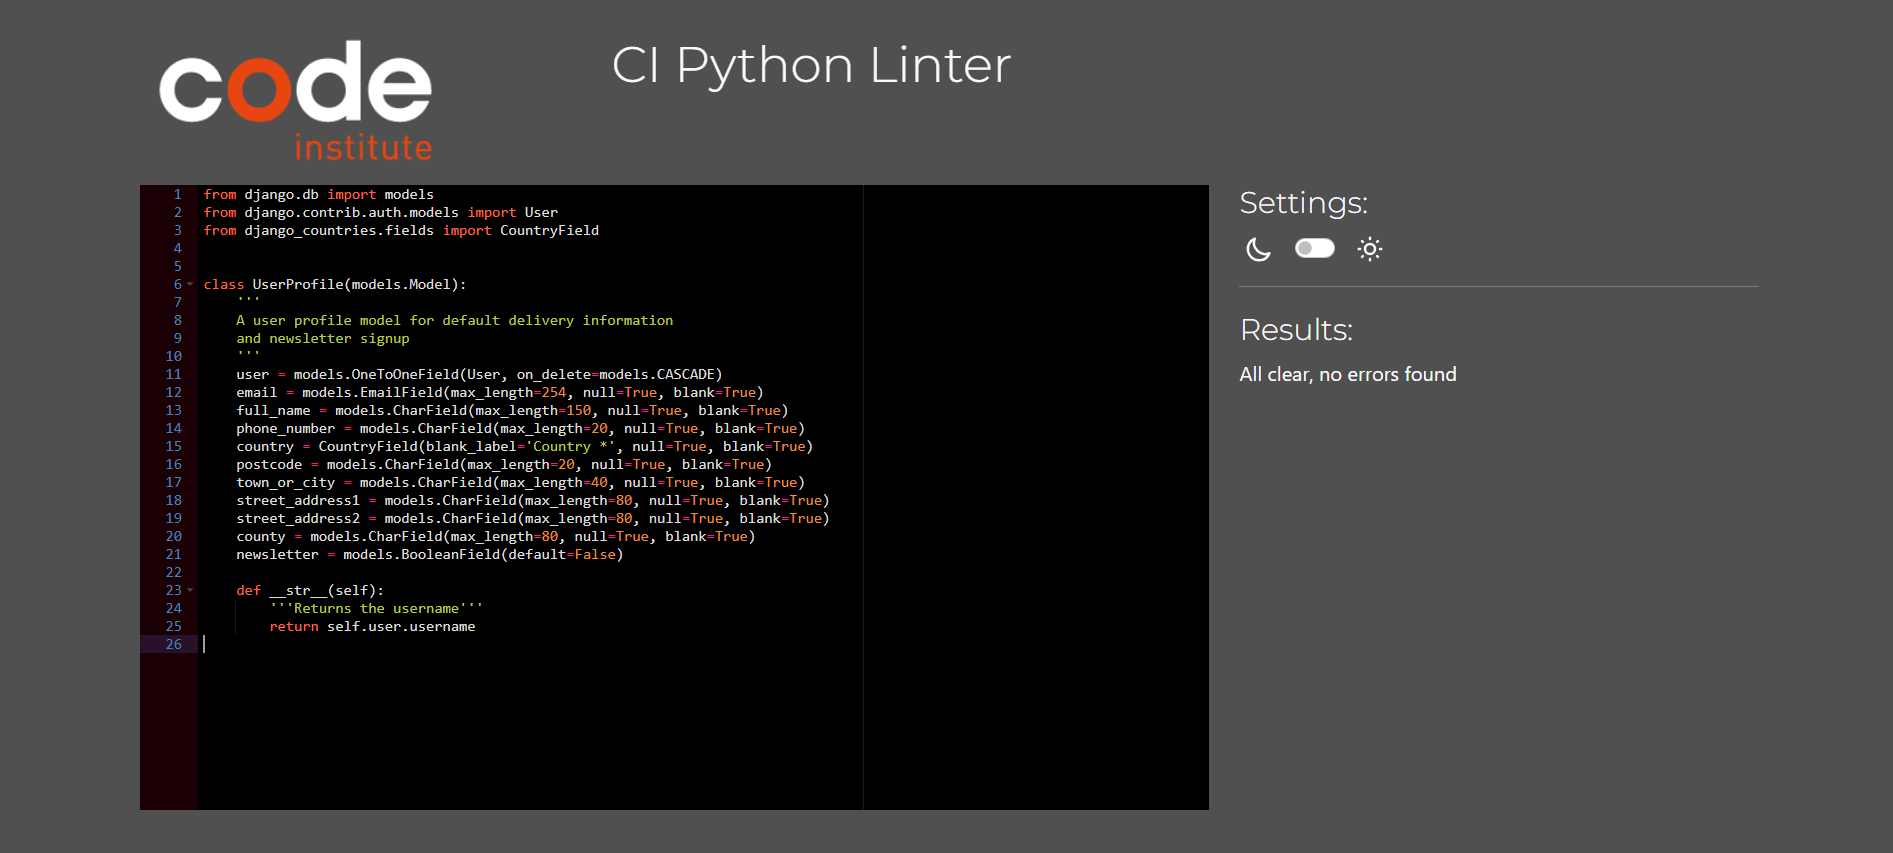 code
institute
CI Python Linter
1 from django.db import models
2 from django.contrib.auth.models import User
3 from django_countries.fields import CountryField
4
5
6 class UserProfile(models.Model):
7     '''
8     A user profile model for default delivery information
9     and newsletter signup
10     '''
11     user = models.OneToOneField(User, on_delete=models.CASCADE)
12     email = models.EmailField(max_length=254, null=True, blank=True)
13     full_name = models.CharField(max_length=150, null=True, blank=True)
14     phone_number = models.CharField(max_length=20, null=True, blank=True)
15     country = CountryField(blank_label='Country *', null=True, blank=True)
16     postcode = models.CharField(max_length=20, null=True, blank=True)
17     town_or_city = models.CharField(max_length=40, null=True, blank=True)
18     street_address1 = models.CharField(max_length=80, null=True, blank=True)
19     street_address2 = models.CharField(max_length=80, null=True, blank=True)
20     county = models.CharField(max_length=80, null=True, blank=True)
21     newsletter = models.BooleanField(default=False)
22
23     def __str__(self):
24         '''Returns the username'''
25         return self.user.username
26
Settings:
Results:
All clear, no errors found